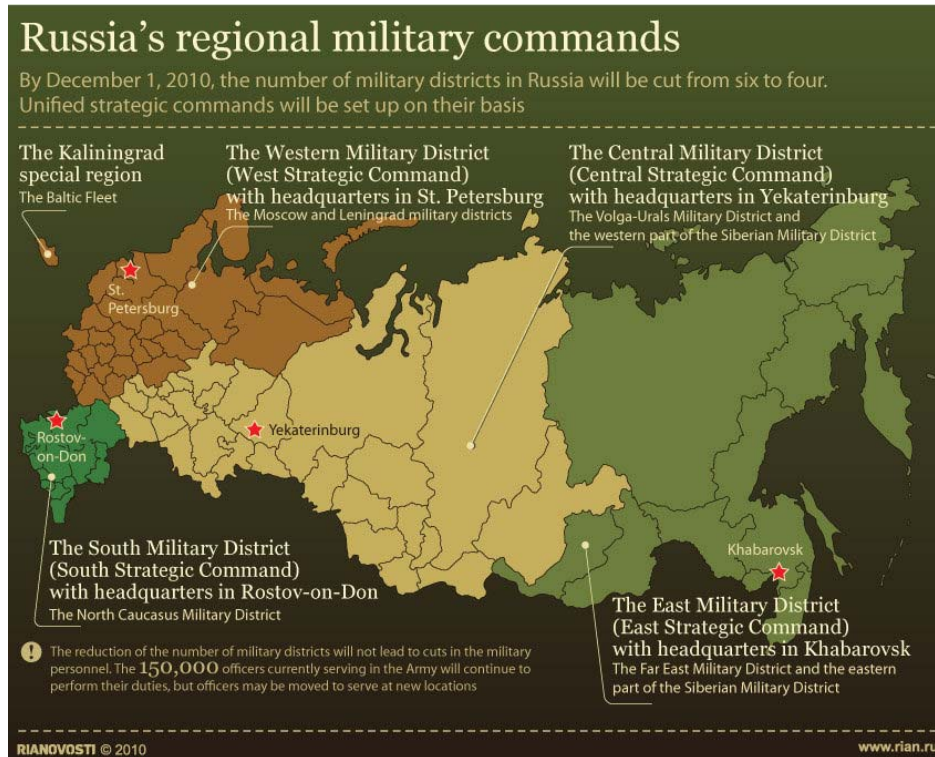 Russia's regional military commands
By December 1, 2010, the number of military districts in Russia will be cut from six to four.
Unified strategic commands will be set up on their basis
The Kaliningrad
special region
The Baltic Fleet
The Western Military District
(West Strategic Command)
with headquarters in St. Petersburg
The Moscow and Leningrad military districts
The Central Military District
(Central Strategic Command)
with headquarters in Yekaterinburg
The Volga-Urals Military District and
the western part of the Siberian Military District
St.
Petersburg
Yekaterinburg
Rostov-
on-Don
Khabarovsk
The South Military District
(South Strategic Command)
with headquarters in Rostov-on-Don
The North Caucasus Military District
The East Military District
(East Strategic Command)
with headquarters in Khabarovsk
The Far East Military District and the eastern
part of the Siberian Military District
! The reduction of the number of military districts will not lead to cuts in the military
personnel. The 150,000 officers currently serving in the Army will continue to
perform their duties, but officers may be moved to serve at new locations
RIANOVOSTI © 2010
www.rian.ru